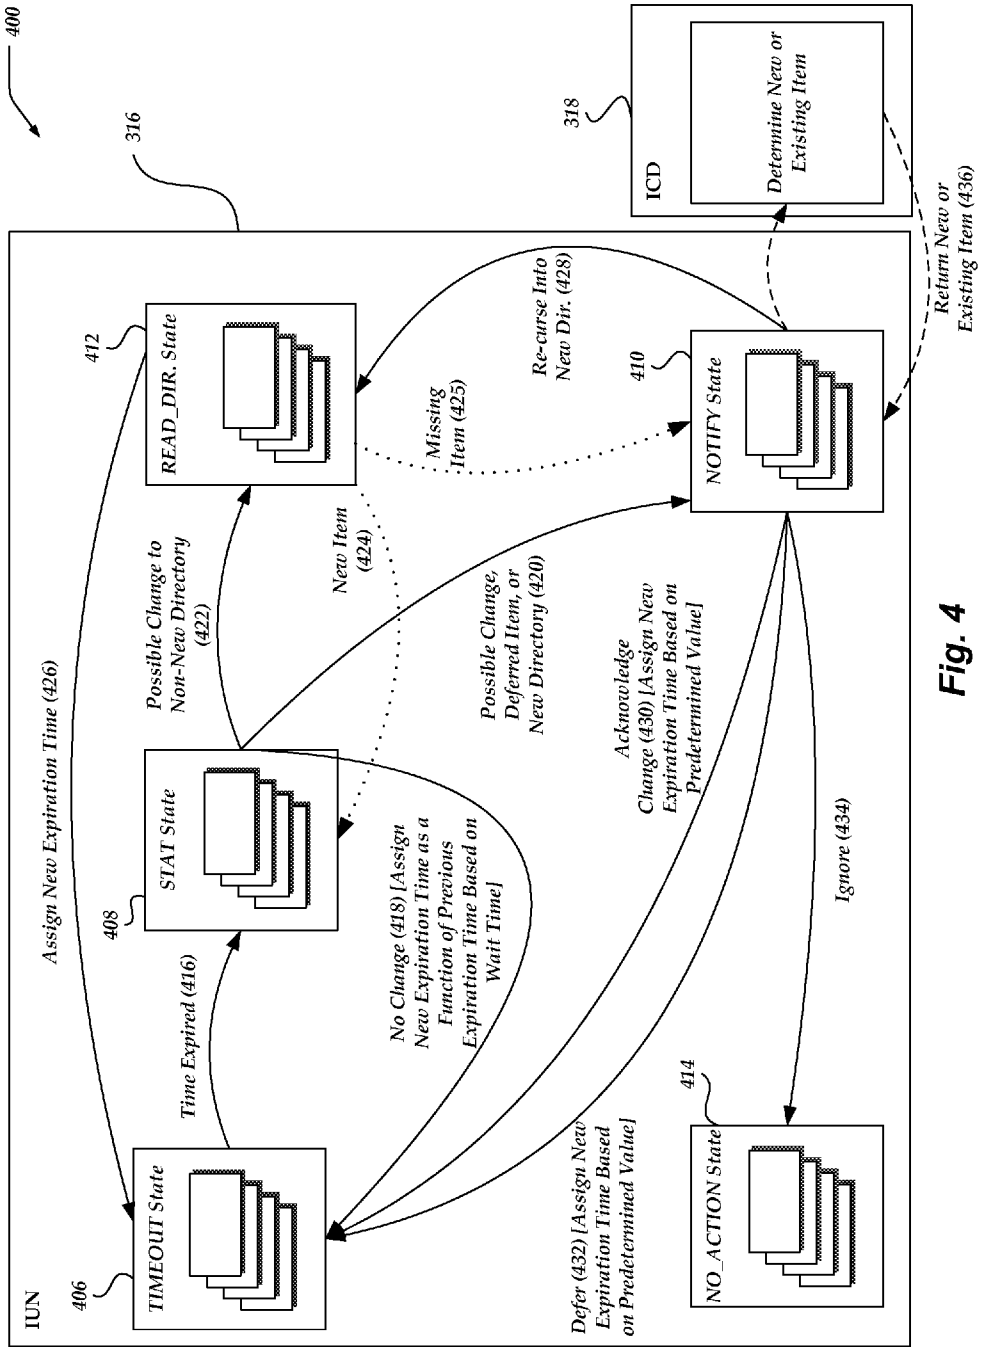 400
316
318
IUN
ICD
Determine New or
Existing Item
Return New or
Existing Item (436)
406
TIMEOUT State
Time Expired (416)
408
STAT State
Assign New Expiration Time (426)
Possible Change to
Non-New Directory
(422)
412
READ_DIR. State
New Item
(424)
Missing
Item (425)
Re-curse Into
New Dir. (428)
No Change (418) [Assign
New Expiration Time as a
Function of Previous
Expiration Time Based on
Wait Time]
Possible Change,
Deferred Item, or
New Directory (420)
410
NOTIFY State
Acknowledge
Change (430) [Assign New
Expiration Time Based on
Predetermined Value]
Defer (432) [Assign New
Expiration Time Based
on Predetermined Value]
Ignore (434)
414
NO_ACTION State
Fig. 4